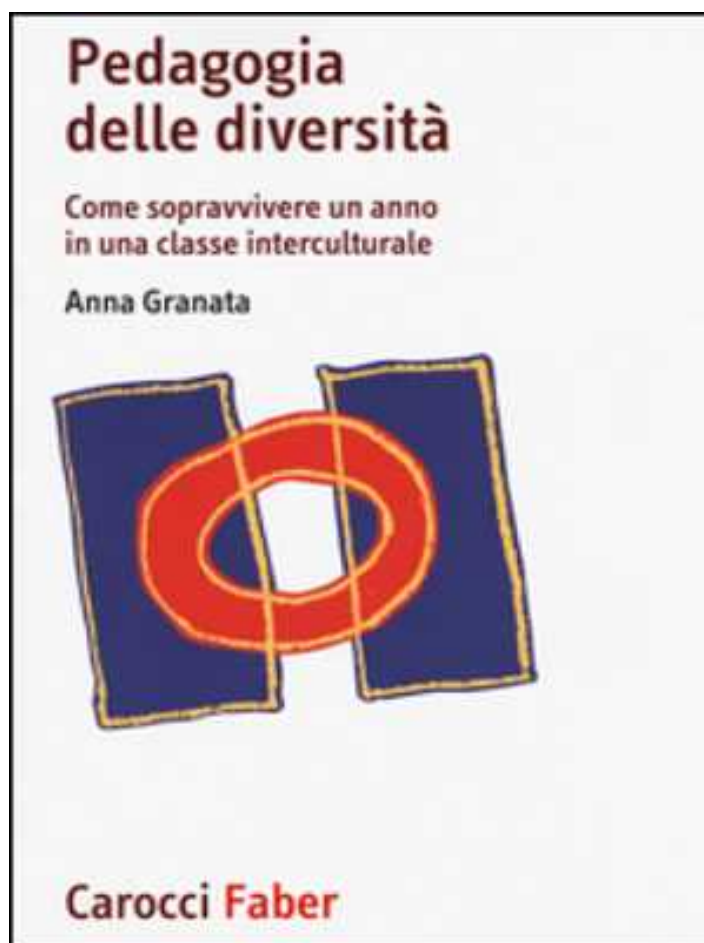 Pedagogia
delle diversità
Come sopravvivere un anno
in una classe interculturale
Anna Granata
Carocci Faber